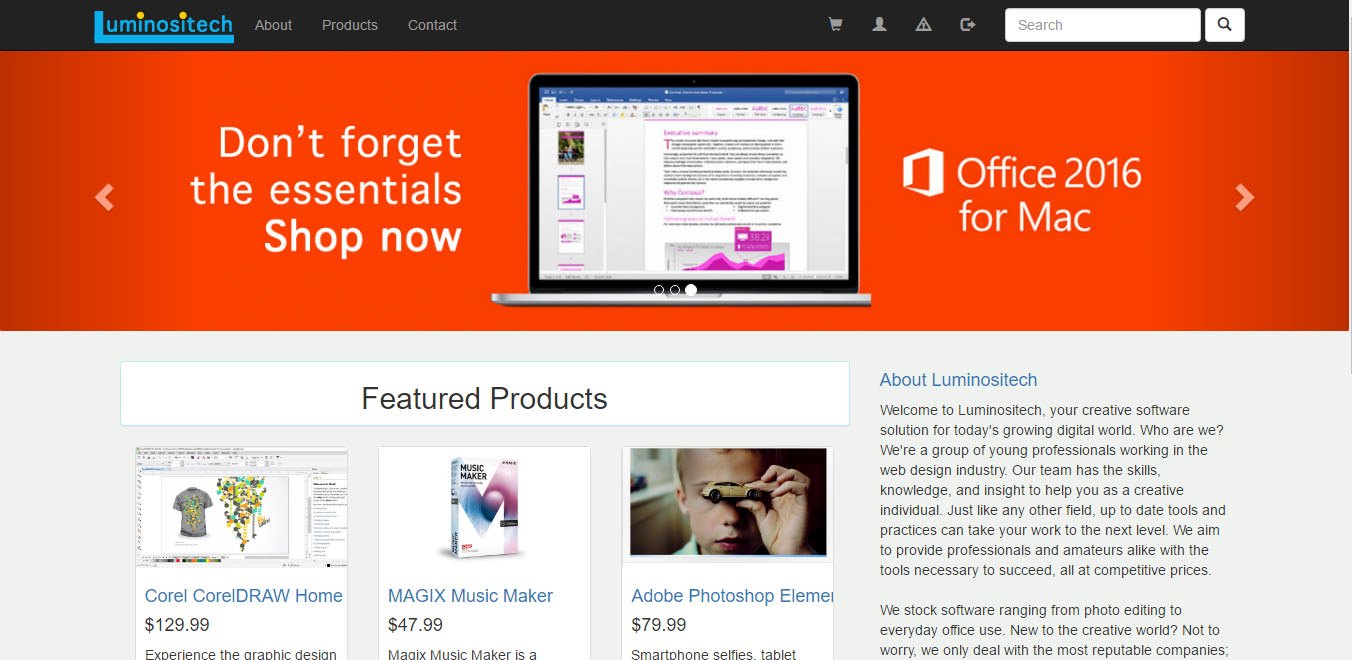 Luminositech
About
Products
Contact
Search
Don't forget
the essentials
Shop now
Executive summary
Why Contoso?
Office 2016
for Mac
Featured Products
MUSIC
MAKER
Corel CorelDRAW Home
$129.99
Experience the graphic design
MAGIX Music Maker
$47.99
Magix Music Maker is a
Adobe Photoshop Elemen
$79.99
Smartphone selfies, tablet
About Luminositech
Welcome to Luminositech, your creative software
solution for today's growing digital world. Who are we?
We're a group of young professionals working in the
web design industry. Our team has the skills,
knowledge, and insight to help you as a creative
individual. Just like any other field, up to date tools and
practices can take your work to the next level. We aim
to provide professionals and amateurs alike with the
tools necessary to succeed, all at competitive prices.
We stock software ranging from photo editing to
everyday office use. New to the creative world? Not to
worry, we only deal with the most reputable companies;